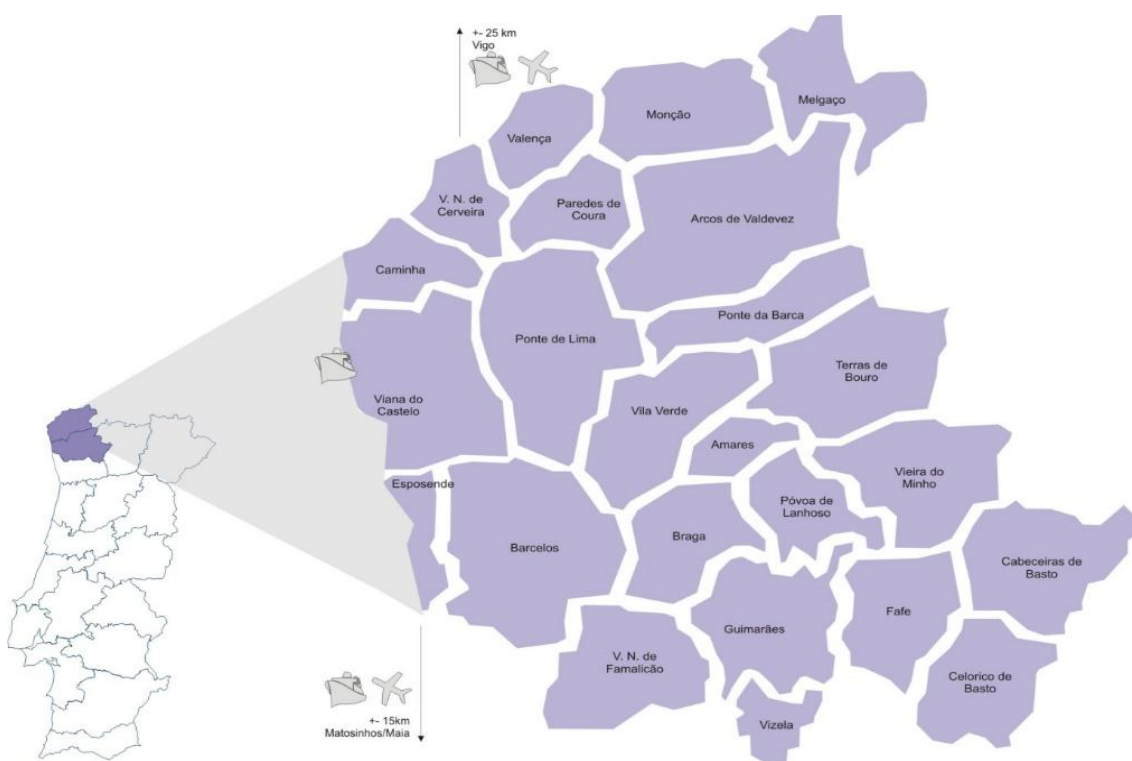 +- 25 km
Vigo
Melgaço
Monção
Valença
V. N. de
Cerveira
Paredes de
Coura
Arcos de Valdevez
Caminha
Ponte da Barca
Ponte de Lima
Terras de
Bouro
Viana do
Castelo
Vila Verde
Amares
Vieira do
Minho
Esposende
Póvoa de
Lanhoso
Barcelos
Braga
Cabeceiras de
Basto
Fafe
Guimarães
V. N. de
Famalicão
Celorico de
Basto
+- 15km
Matosinhos/Maia
Vizela